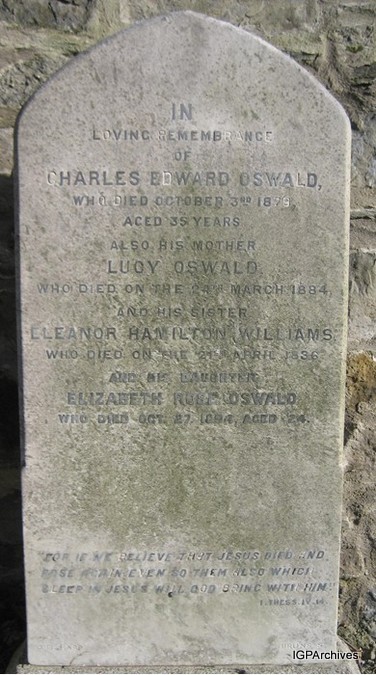 IN
LOVING REMEMBRANCE
OF
CHARLES EDWARD OSWALD,
WHO DIED OCTOBER 3RD 1879,
AGED 35 YEARS
ALSO HIS MOTHER
LUCY OSWALD,
WHO DIED ON THE 24TH MARCH 1884,
AND HIS SISTER
ELEANOR HAMILTON WILLIAMS,
WHO DIED ON THE 21ST APRIL
AND HIS DAUGHTER
ELIZABETH OSWALD
WHO DIED OCT. 27, 1894, AGED 24.
"FOR IF WE BELIEVE THAT JESUS DIED AND
ROSE AGAIN EVEN SO THEM ALSO WHICH
SLEEP IN JESUS WILL GOD BRING WITH HIM."
I. THESS. IV. 14.
IGPArchives